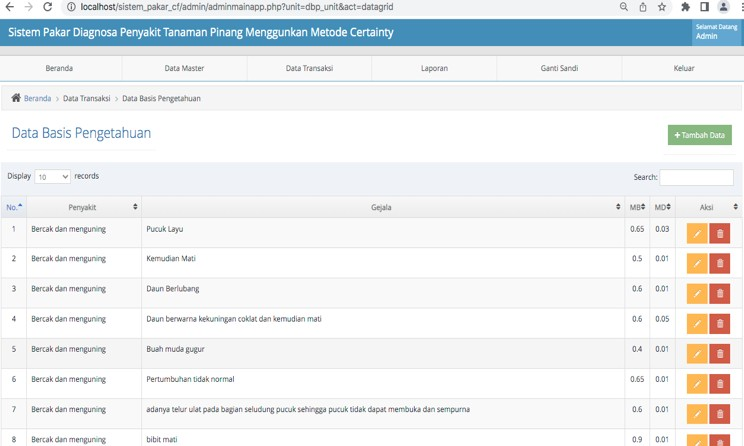 localhost/sistem_pakar_cf/admin/adminmainapp.php?unit=dbp_unit&act=datagrid
Sistem Pakar Diagnosa Penyakit Tanaman Pinang Menggunkan Metode Certainty
Selamat Datang
Admin
Beranda Data Master Data Transaksi Laporan Ganti Sandi Keluar
Beranda > Data Transaksi > Data Basis Pengetahuan
Data Basis Pengetahuan
+ Tambah Data
Display 10 records Search:
No. Penyakit Gejala MB MD Aksi
1 Bercak dan menguning Pucuk Layu 0.65 0.03
2 Bercak dan menguning Kemudian Mati 0.5 0.01
3 Bercak dan menguning Daun Berlubang 0.6 0.01
4 Bercak dan menguning Daun berwarna kekuningan coklat dan kemudian mati 0.6 0.05
5 Bercak dan menguning Buah muda gugur 0.4 0.01
6 Bercak dan menguning Pertumbuhan tidak normal 0.65 0.01
7 Bercak dan menguning adanya telur ulat pada bagian seludung pucuk sehingga pucuk tidak dapat membuka dan sempurna 0.6 0.01
8 Bercak dan menguning bibit mati 0.9 0.01